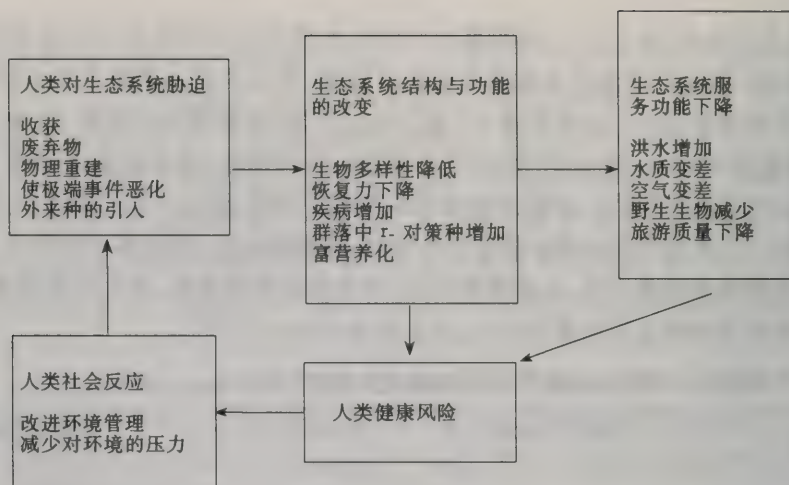 人类对生态系统胁迫
收获
废弃物
物理重建
使极端事件恶化
外来种的引入
生态系统结构与功能
的改变
生物多样性降低
恢复力下降
疾病增加
群落中 r- 对策种增加
富营养化
生态系统服
务功能下降
洪水增加
水质变差
空气变差
野生生物减少
旅游质量下降
人类社会反应
改进环境管理
减少对环境的压力
人类健康风险